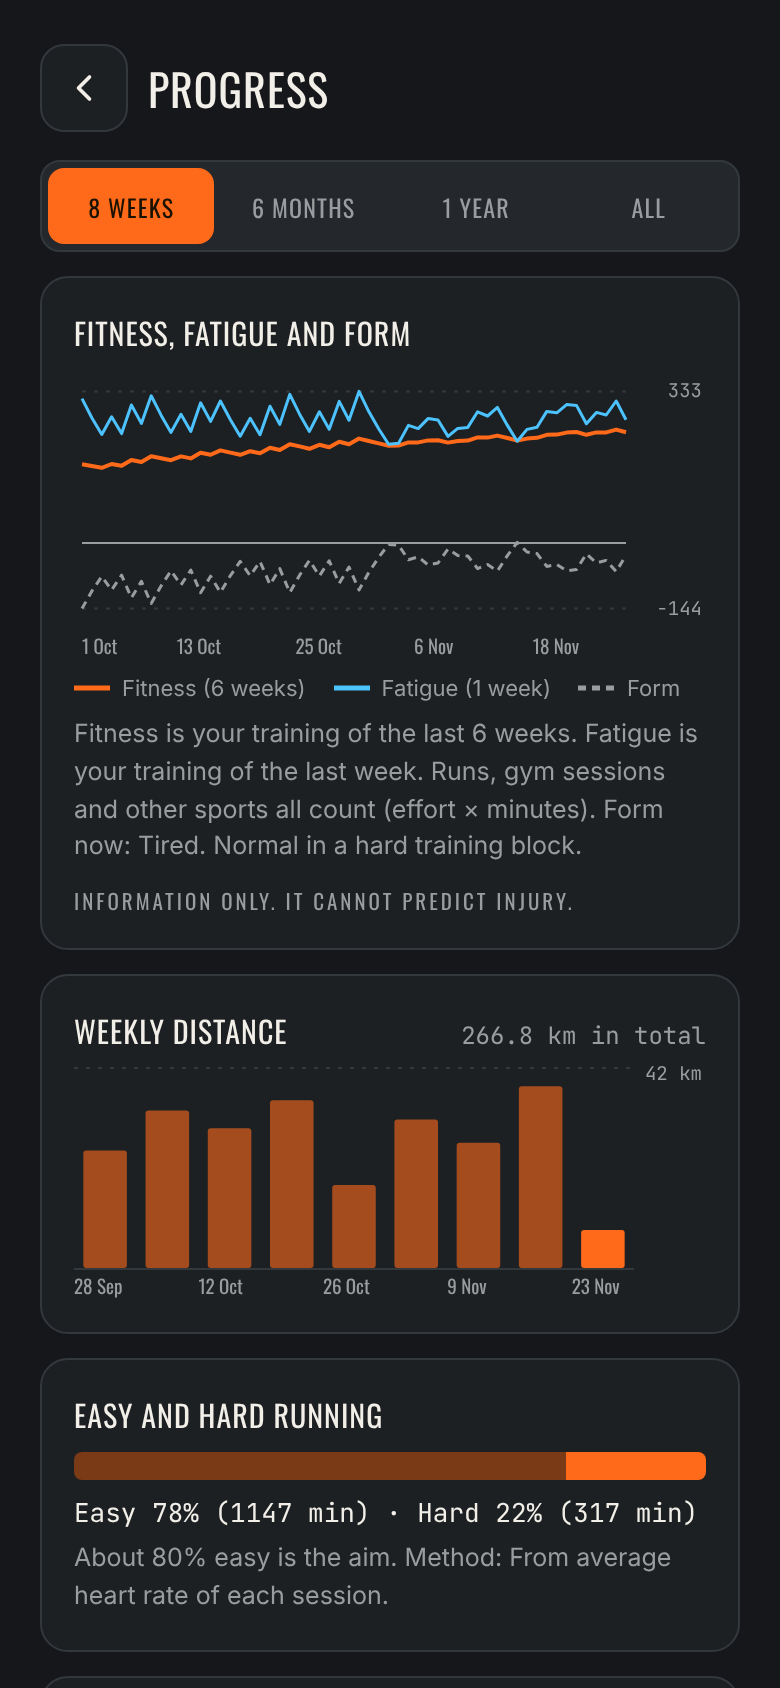 PROGRESS
8 WEEKS 6 MONTHS 1 YEAR ALL
FITNESS, FATIGUE AND FORM
333
-144
1 Oct 13 Oct 25 Oct 6 Nov 18 Nov
Fitness (6 weeks) Fatigue (1 week) Form
Fitness is your training of the last 6 weeks. Fatigue is
your training of the last week. Runs, gym sessions
and other sports all count (effort × minutes). Form
now: Tired. Normal in a hard training block.
INFORMATION ONLY. IT CANNOT PREDICT INJURY.
WEEKLY DISTANCE 266.8 km in total
42 km
28 Sep 12 Oct 26 Oct 9 Nov 23 Nov
EASY AND HARD RUNNING
Easy 78% (1147 min) · Hard 22% (317 min)
About 80% easy is the aim. Method: From average
heart rate of each session.